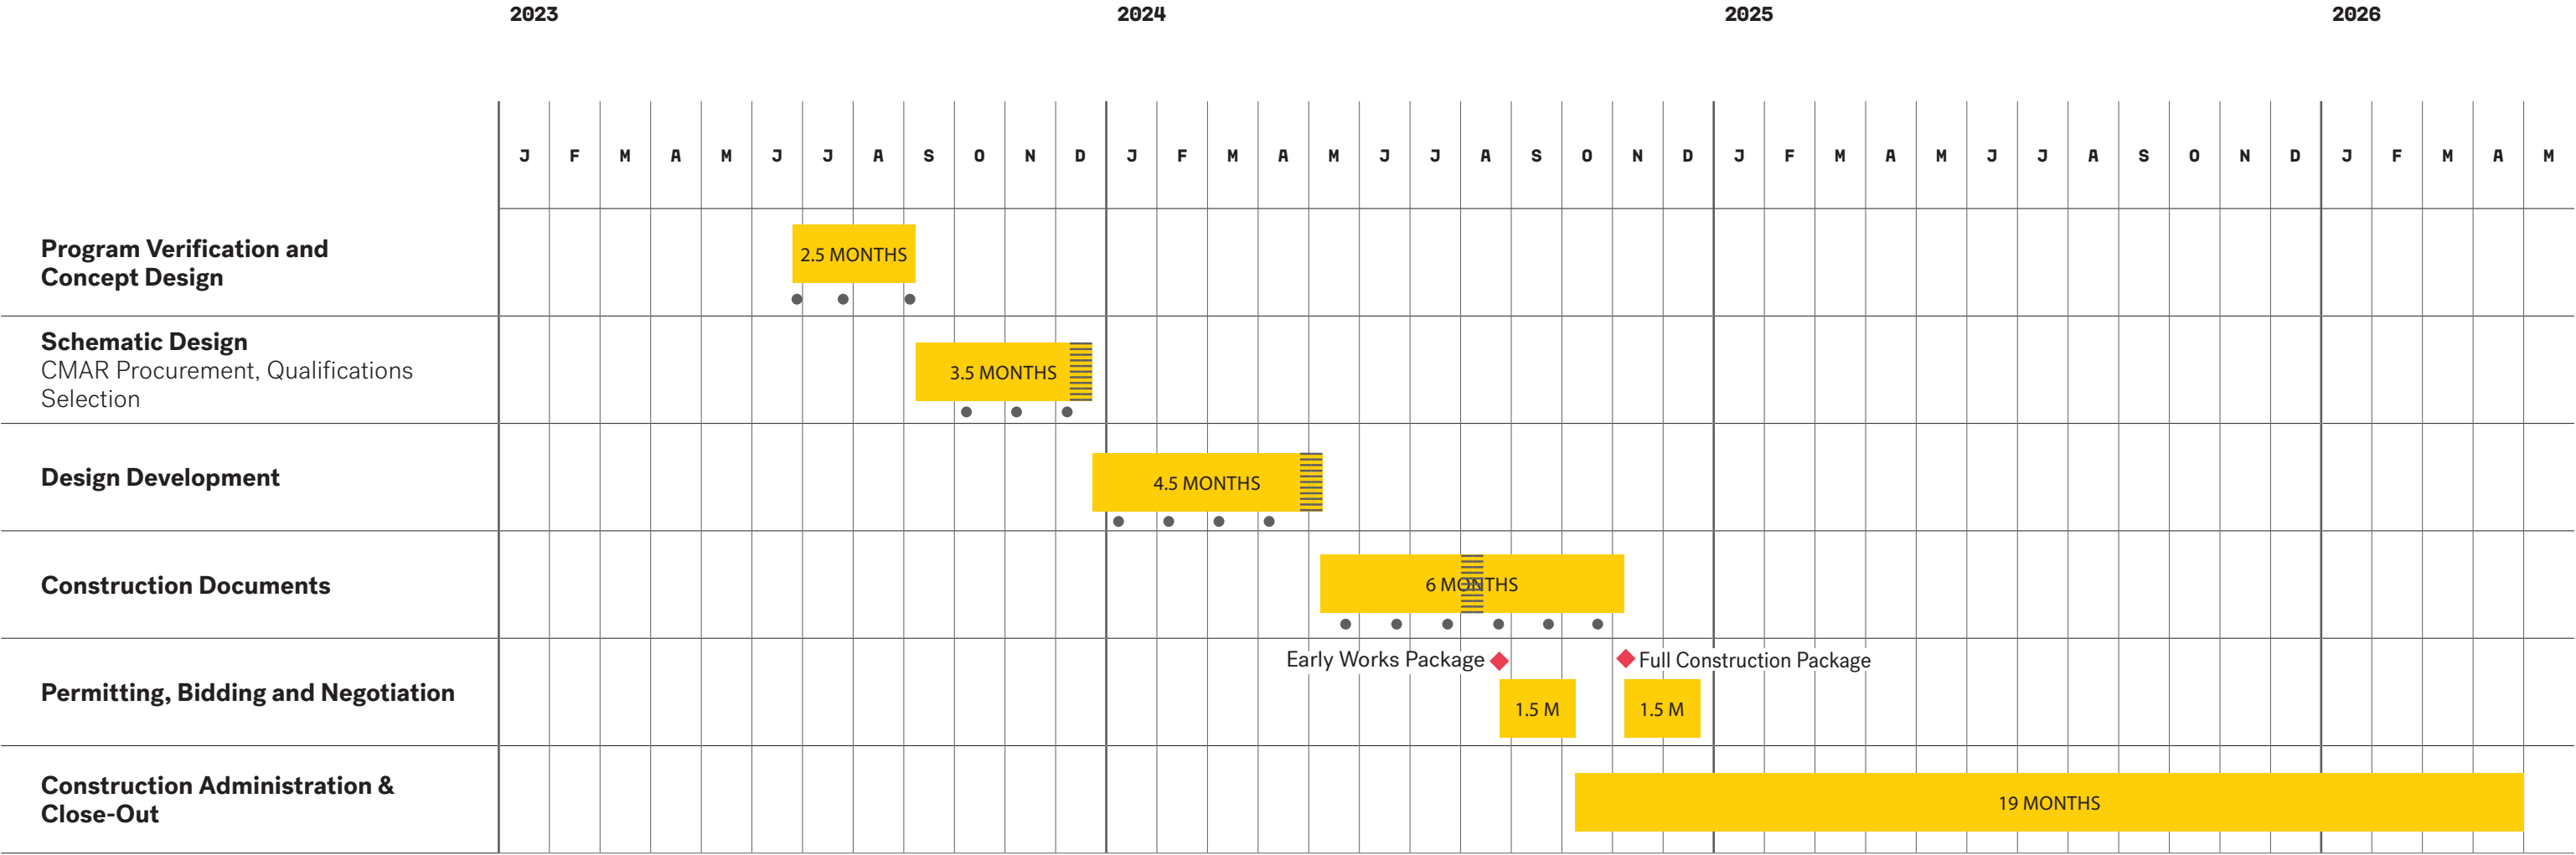 2023 2024 2025 2026
J F M A M J J A S O N D J F M A M J J A S O N D J F M A M J J A S O N D J F M A M
Program Verification and
Concept Design
2.5 MONTHS
Schematic Design
CMAR Procurement, Qualifications
Selection
3.5 MONTHS
Design Development
4.5 MONTHS
Construction Documents
6 MONTHS
Early Works Package
Full Construction Package
Permitting, Bidding and Negotiation
1.5 M
1.5 M
Construction Administration &
Close-Out
19 MONTHS